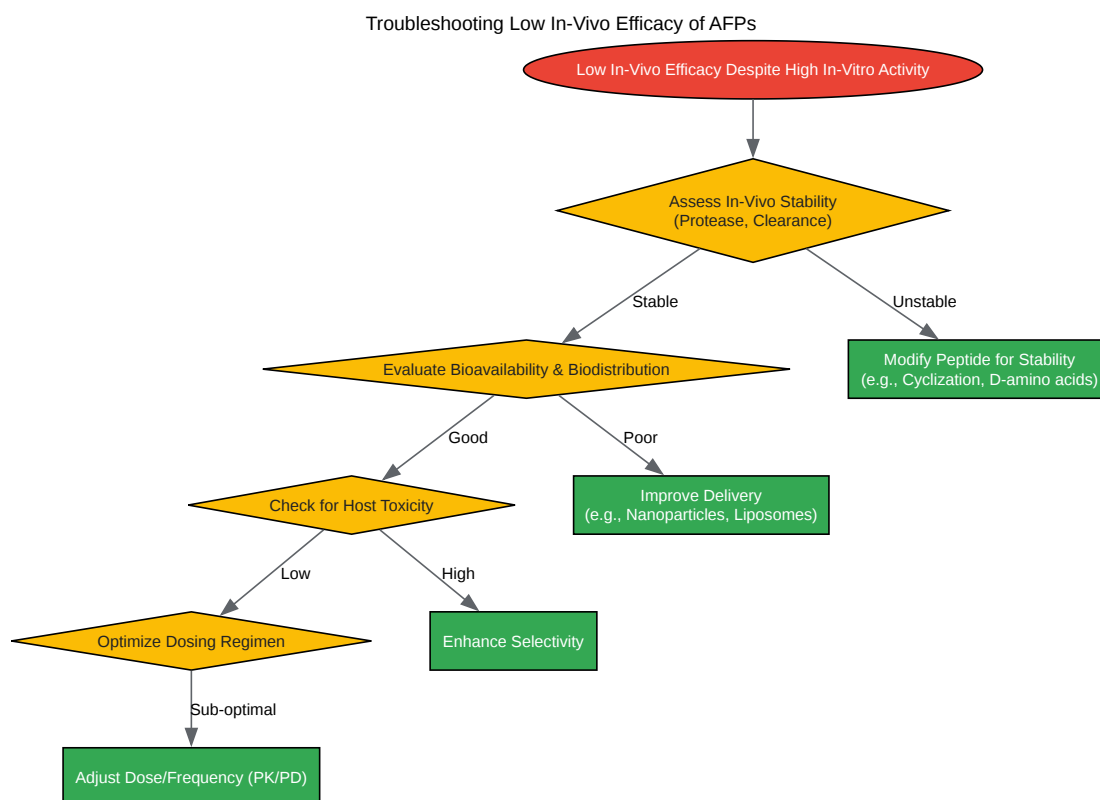 Troubleshooting Low In-Vivo Efficacy of AFPs
Low In-Vivo Efficacy Despite High In-Vitro Activity
Assess In-Vivo Stability
(Protease, Clearance)
Stable
Unstable
Evaluate Bioavailability & Biodistribution
Modify Peptide for Stability
(e.g., Cyclization, D-amino acids)
Good
Poor
Check for Host Toxicity
Improve Delivery
(e.g., Nanoparticles, Liposomes)
Low
High
Optimize Dosing Regimen
Enhance Selectivity
Sub-optimal
Adjust Dose/Frequency (PK/PD)